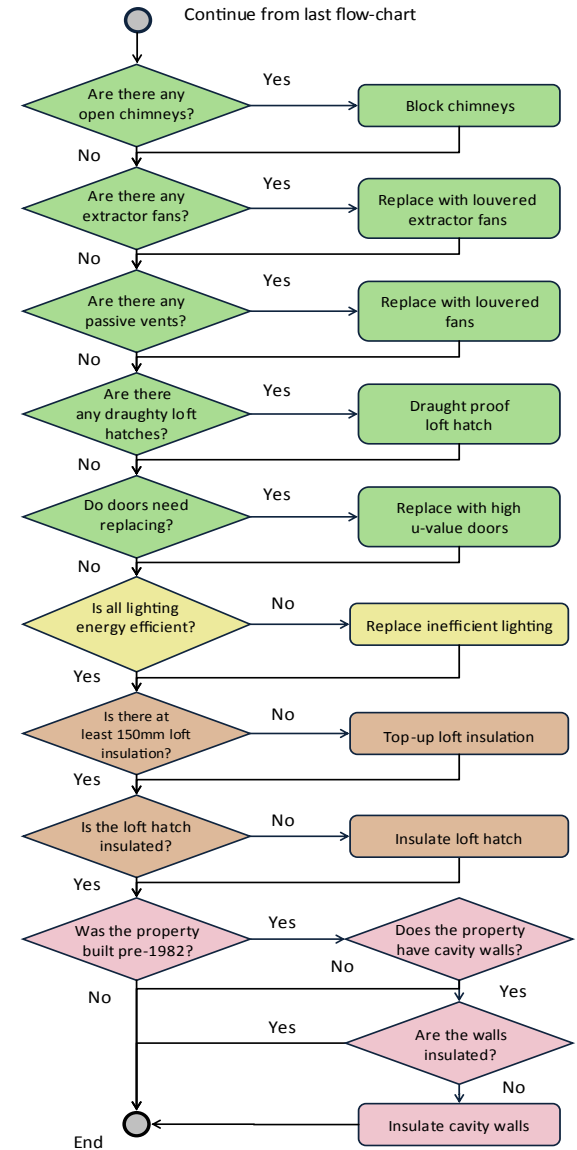 Continue from last flow-chart
Are there any
open chimneys?
Yes
Block chimneys
No
Are there any
extractor fans?
Yes
Replace with louvered
extractor fans
No
Are there any
passive vents?
Yes
Replace with louvered
fans
No
Are there
any draughty loft
hatches?
Yes
Draught proof
loft hatch
No
Do doors need
replacing?
Yes
Replace with high
u-value doors
No
Is all lighting
energy efficient?
No
Replace inefficient lighting
Yes
Is there at
least 150mm loft
insulation?
No
Top-up loft insulation
Yes
Is the loft hatch
insulated?
No
Insulate loft hatch
Yes
Was the property
built pre-1982?
Yes
Does the property
have cavity walls?
No
No
Yes
Are the walls
insulated?
Yes
No
Insulate cavity walls
End